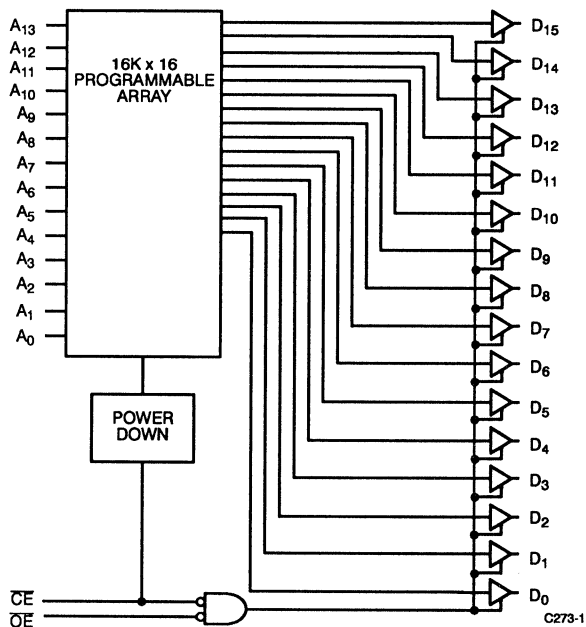 A13
A12
A11
A10
A9
A8
A7
A6
A5
A4
A3
A2
A1
A0
16K x 16
PROGRAMMABLE
ARRAY
POWER
DOWN
CE
OE
D15
D14
D13
D12
D11
D10
D9
D8
D7
D6
D5
D4
D3
D2
D1
D0
C273-1